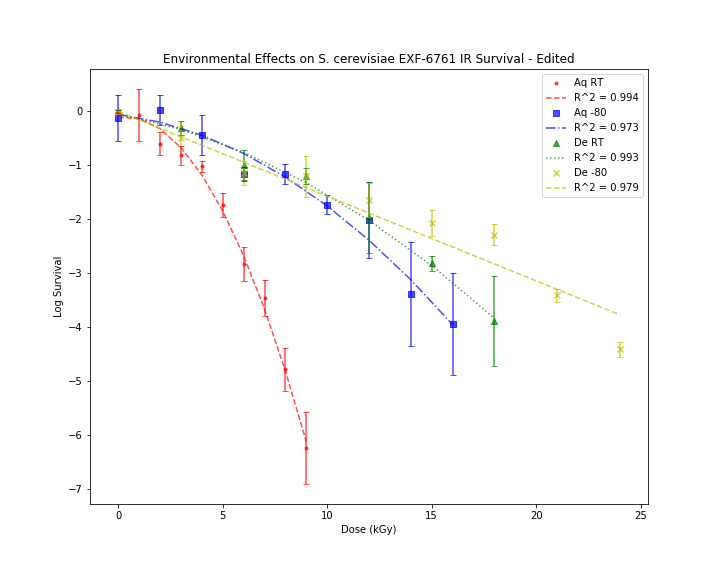 Environmental Effects on S. cerevisiae EXF-6761 IR Survival - Edited
Aq RT
R^2 = 0.994
Aq -80
R^2 = 0.973
De RT
R^2 = 0.993
De -80
R^2 = 0.979
Log Survival
0
−1
−2
−3
−4
−5
−6
−7
0
5
10
15
20
25
Dose (kGy)